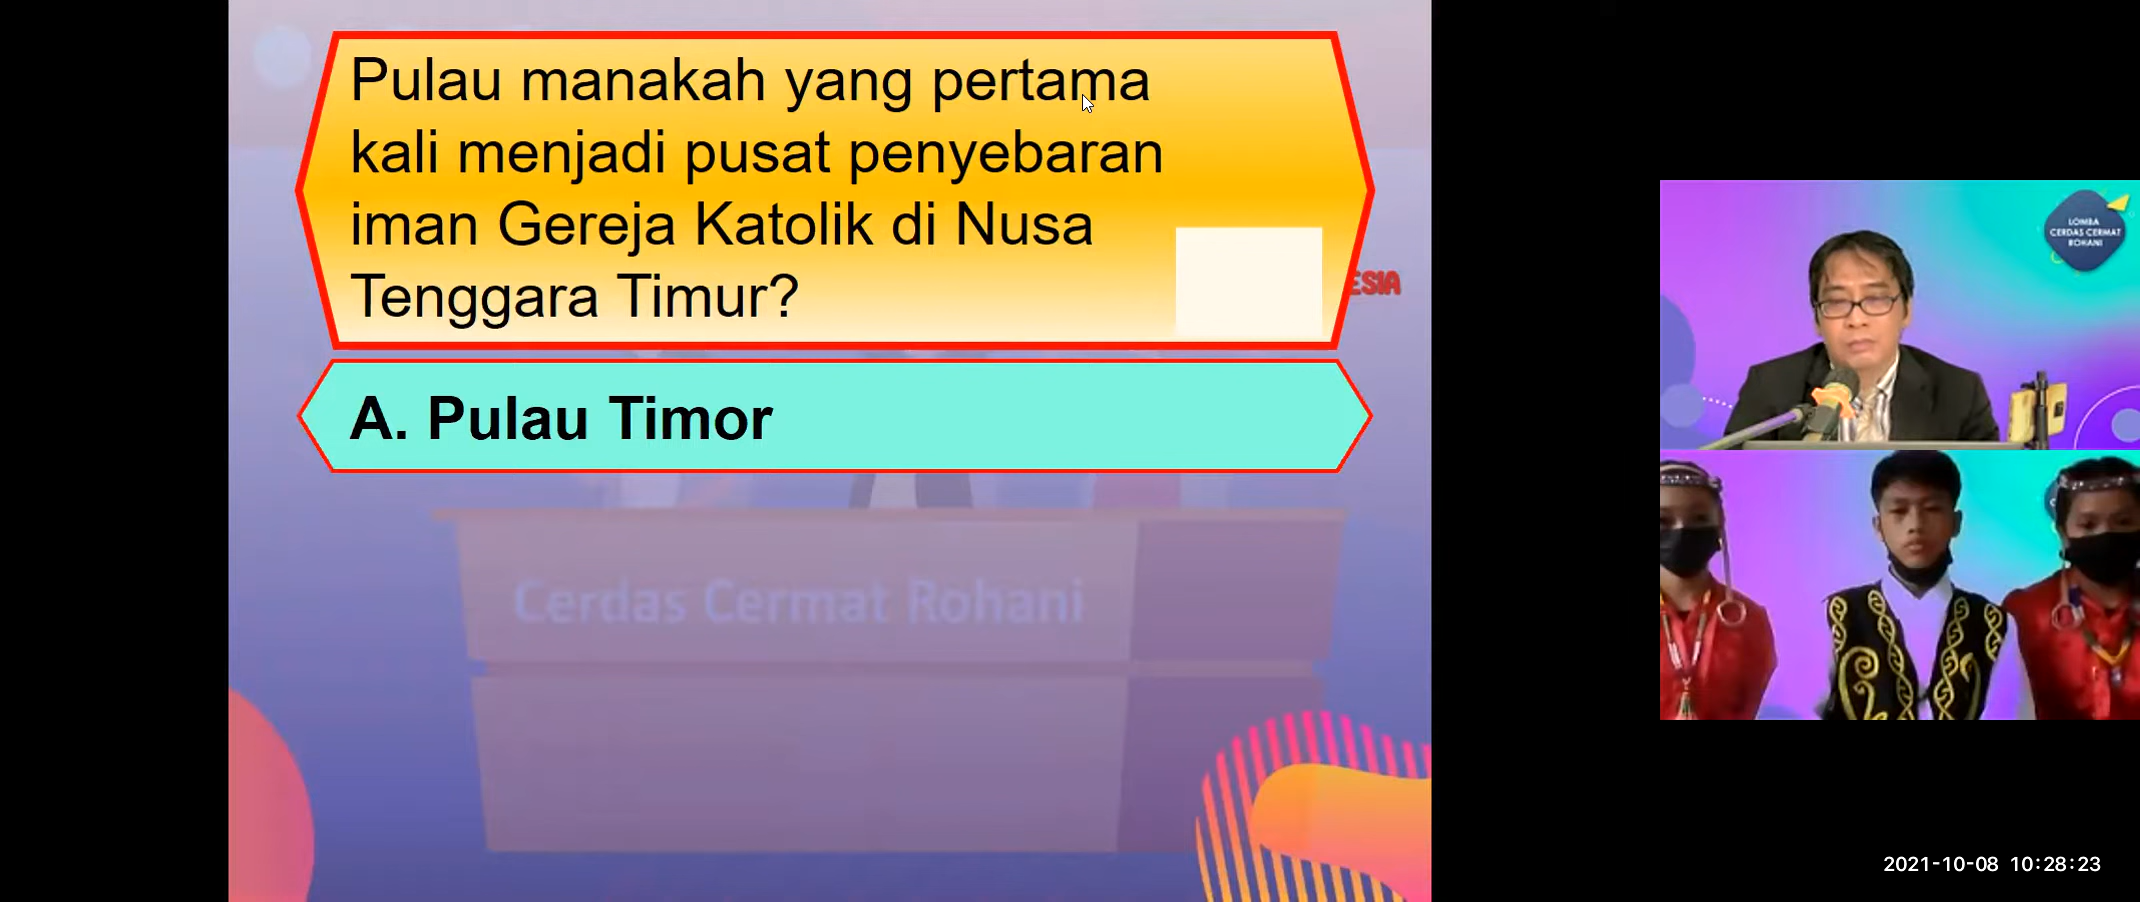 Pulau manakah yang pertama
kali menjadi pusat penyebaran
iman Gereja Katolik di Nusa
Tenggara Timur?
ESIA
A. Pulau Timor
Cerdas Cermat Rohani
LOMBA
CERDAS CERMAT
ROHANI
2021-10-08 10:28:23